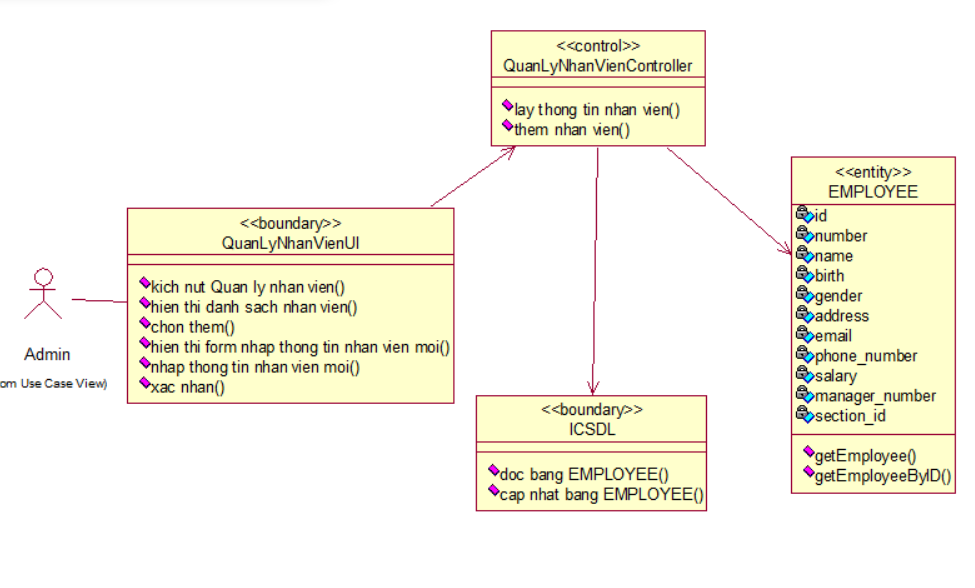 <<control>>
QuanLyNhanVienController
lay thong tin nhan vien()
them nhan vien()
<<boundary>>
QuanLyNhanVienUI
kich nut Quan ly nhan vien()
hien thi danh sach nhan vien()
chon them()
hien thi form nhap thong tin nhan vien moi()
nhap thong tin nhan vien moi()
xac nhan()
Admin
om Use Case View)
<<boundary>>
ICSDL
doc bang EMPLOYEE()
cap nhat bang EMPLOYEE()
<<entity>>
EMPLOYEE
id
number
name
birth
gender
address
email
phone_number
salary
manager_number
section_id
getEmployee()
getEmployeeByID()